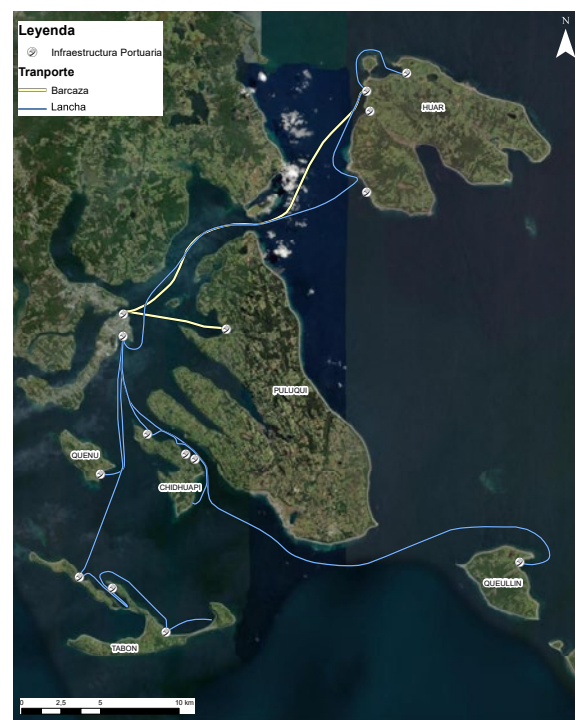 Leyenda
Infraestructura Portuaria
Tranporte
Barcaza
Lancha
N
HUAR
PULUQUI
QUENU
CHIDHUAPI
QUEULLIN
TABON
0 2,5 5 10 km